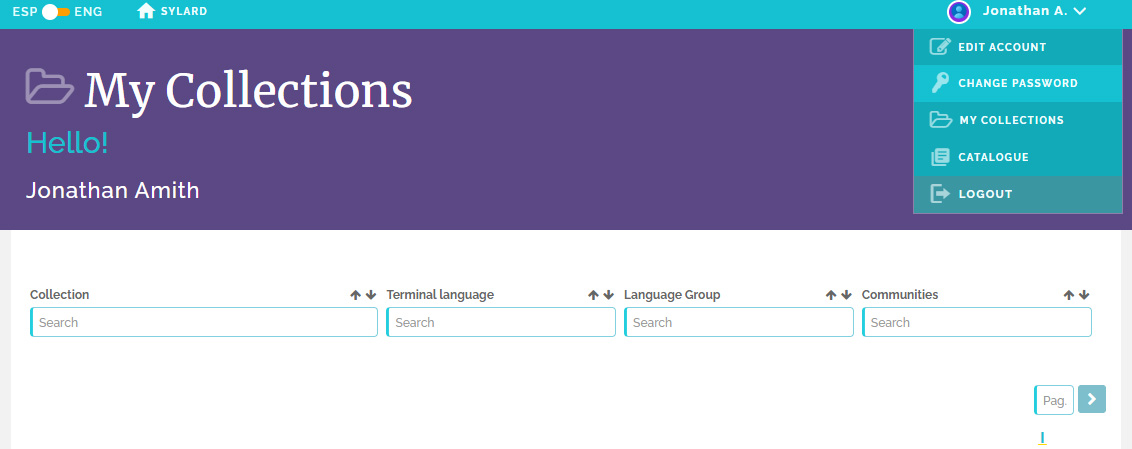 ESP ENG SYLARD Jonathan A.
EDIT ACCOUNT
CHANGE PASSWORD
MY COLLECTIONS
CATALOGUE
LOGOUT
My Collections
Hello!
Jonathan Amith
Collection Terminal language Language Group Communities
Search Search Search Search
Pag.